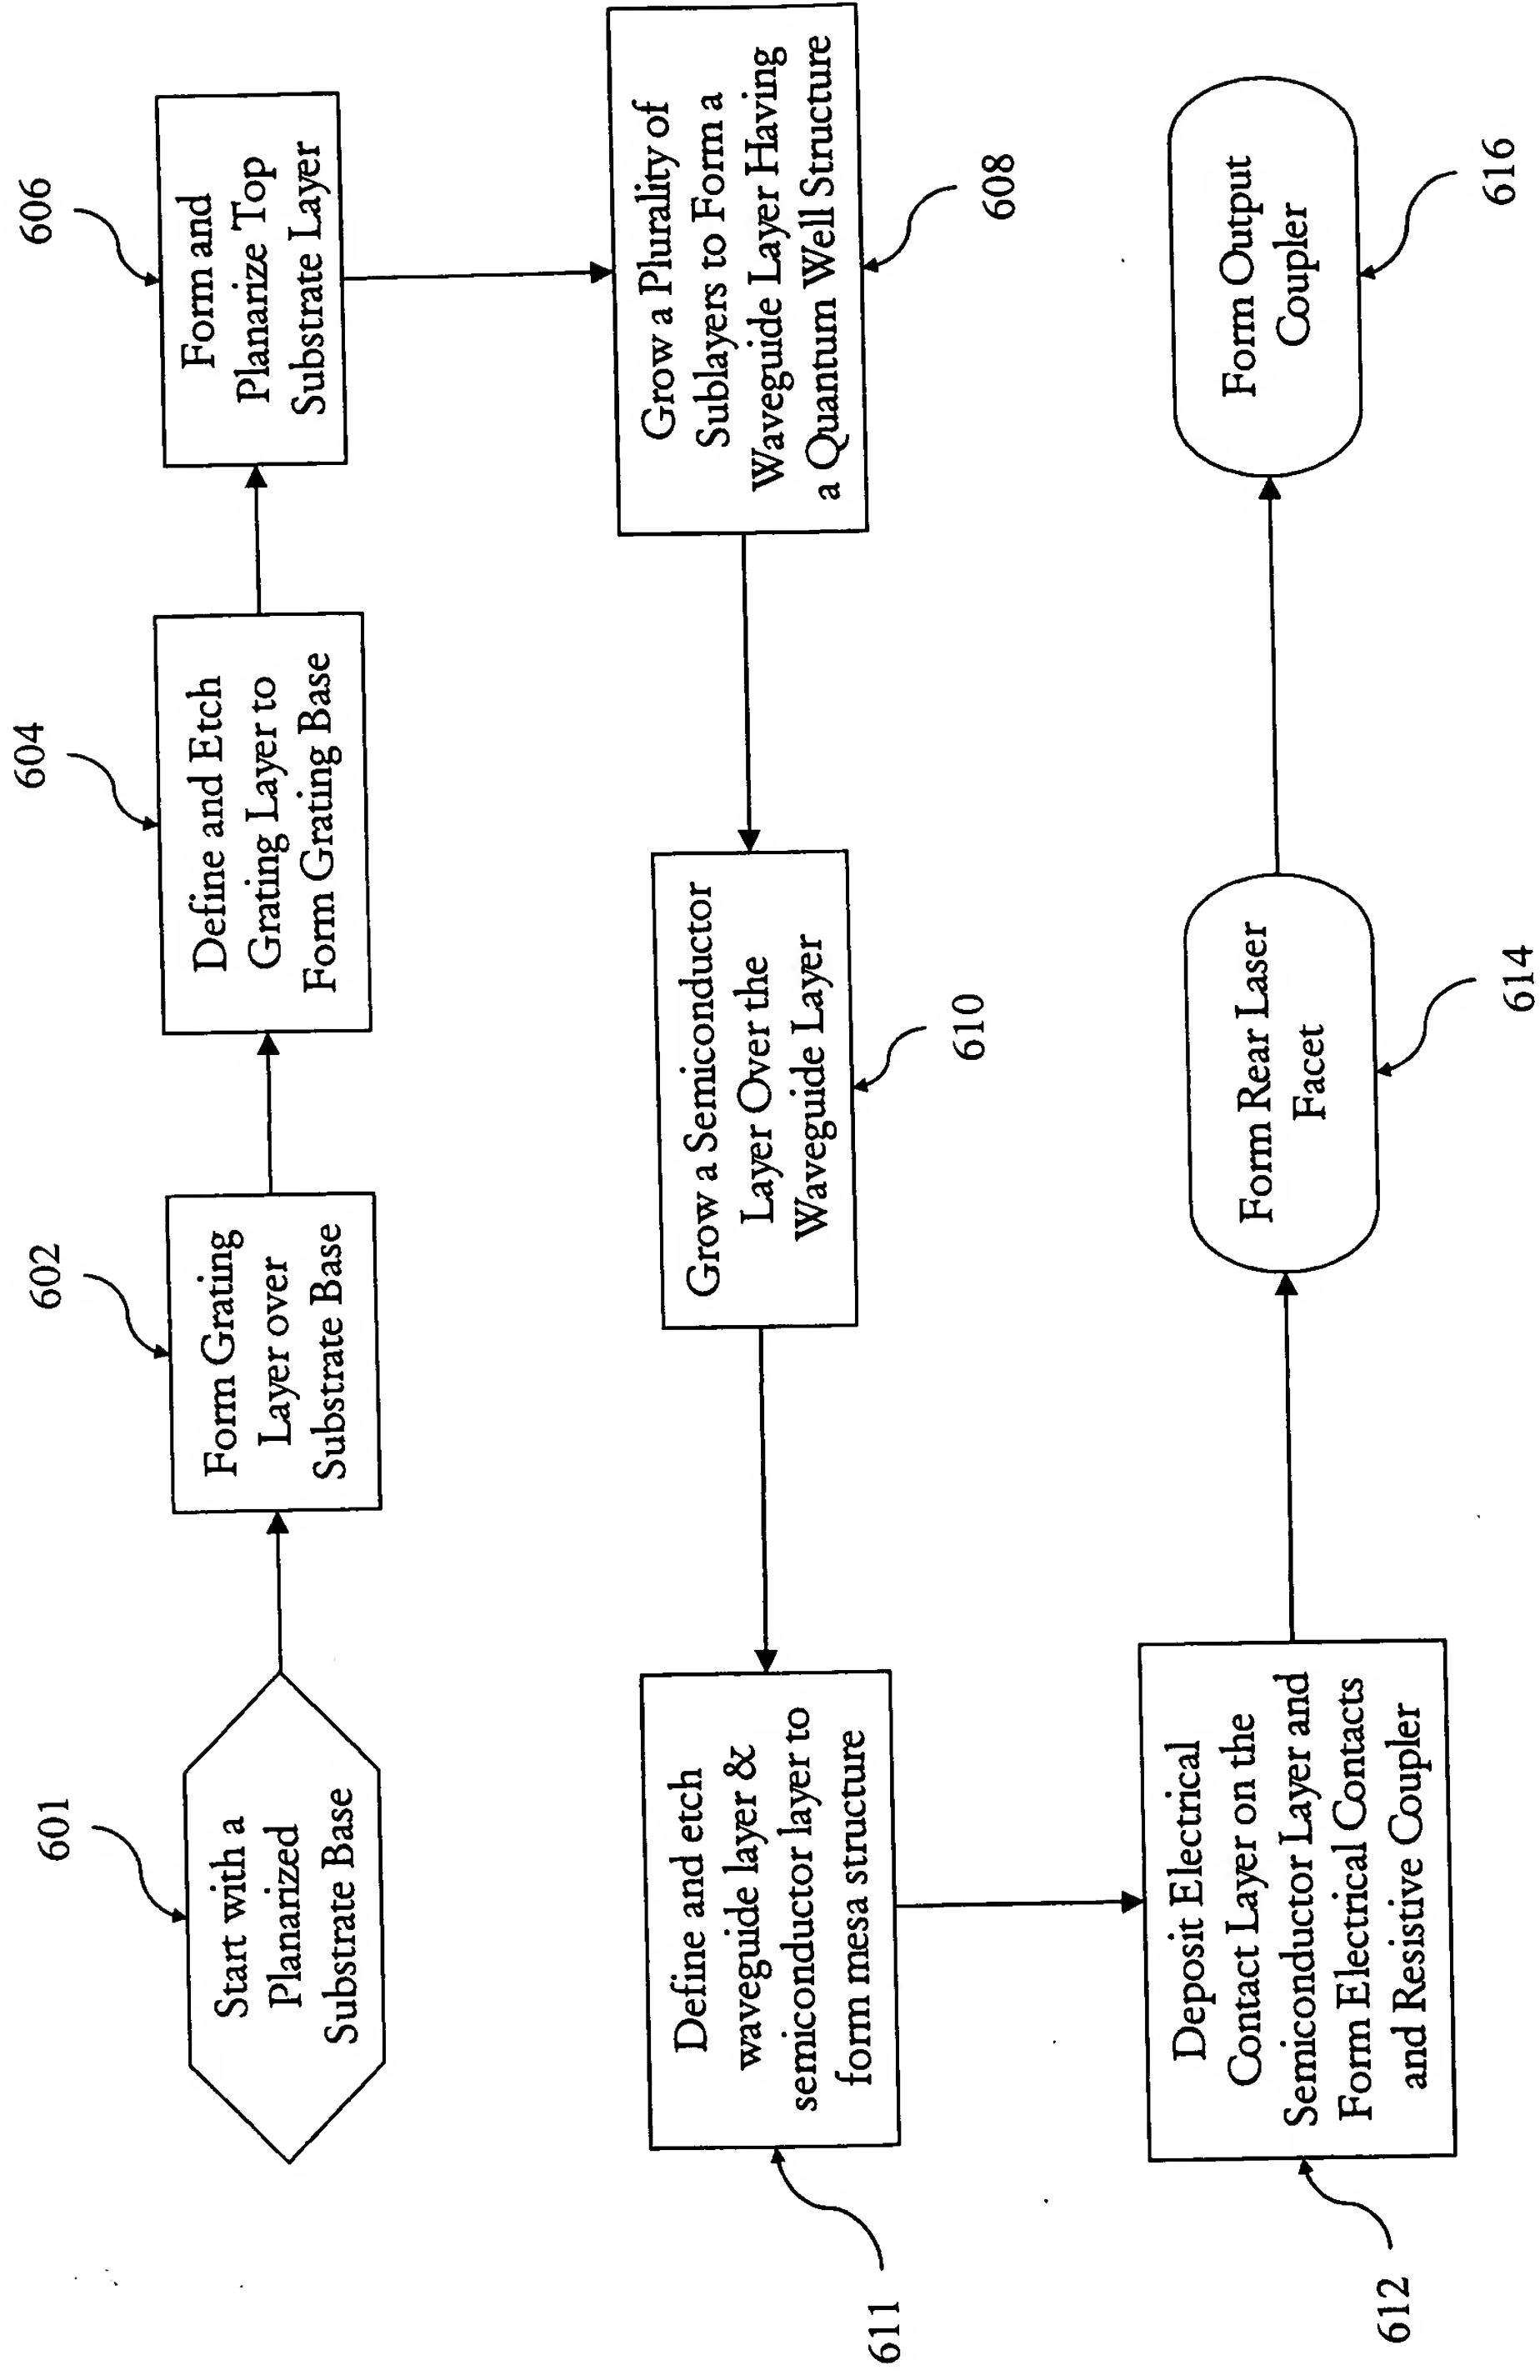 601
Start with a
Planarized
Substrate Base
602
Form Grating
Layer over
Substrate Base
604
Define and Etch
Grating Layer to
Form Grating Base
606
Form and
Planarize Top
Substrate Layer
Grow a Plurality of
Sublayers to Form a
Waveguide Layer Having
a Quantum Well Structure
608
Grow a Semiconductor
Layer Over the
Waveguide Layer
610
Define and etch
waveguide layer &
semiconductor layer to
form mesa structure
611
Deposit Electrical
Contact Layer on the
Semiconductor Layer and
Form Electrical Contacts
and Resistive Coupler
612
Form Rear Laser
Facet
614
Form Output
Coupler
616